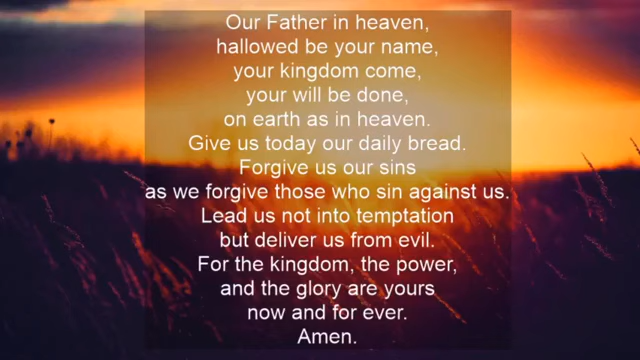 Our Father in heaven,
hallowed be your name,
your kingdom come,
your will be done,
on earth as in heaven.
Give us today our daily bread.
Forgive us our sins
as we forgive those who sin against us.
Lead us not into temptation
but deliver us from evil.
For the kingdom, the power,
and the glory are yours
now and for ever.
Amen.